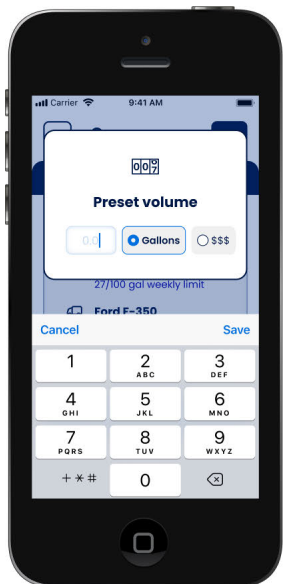 Carrier 9:41 AM
Preset volume
0.0 Gallons $$$
27/100 gal weekly limit
Ford F-350
Cancel Save
1 2 3
ABC DEF
4 5 6
GHI JKL MNO
7 8 9
PQRS TUV WXYZ
+ * # 0